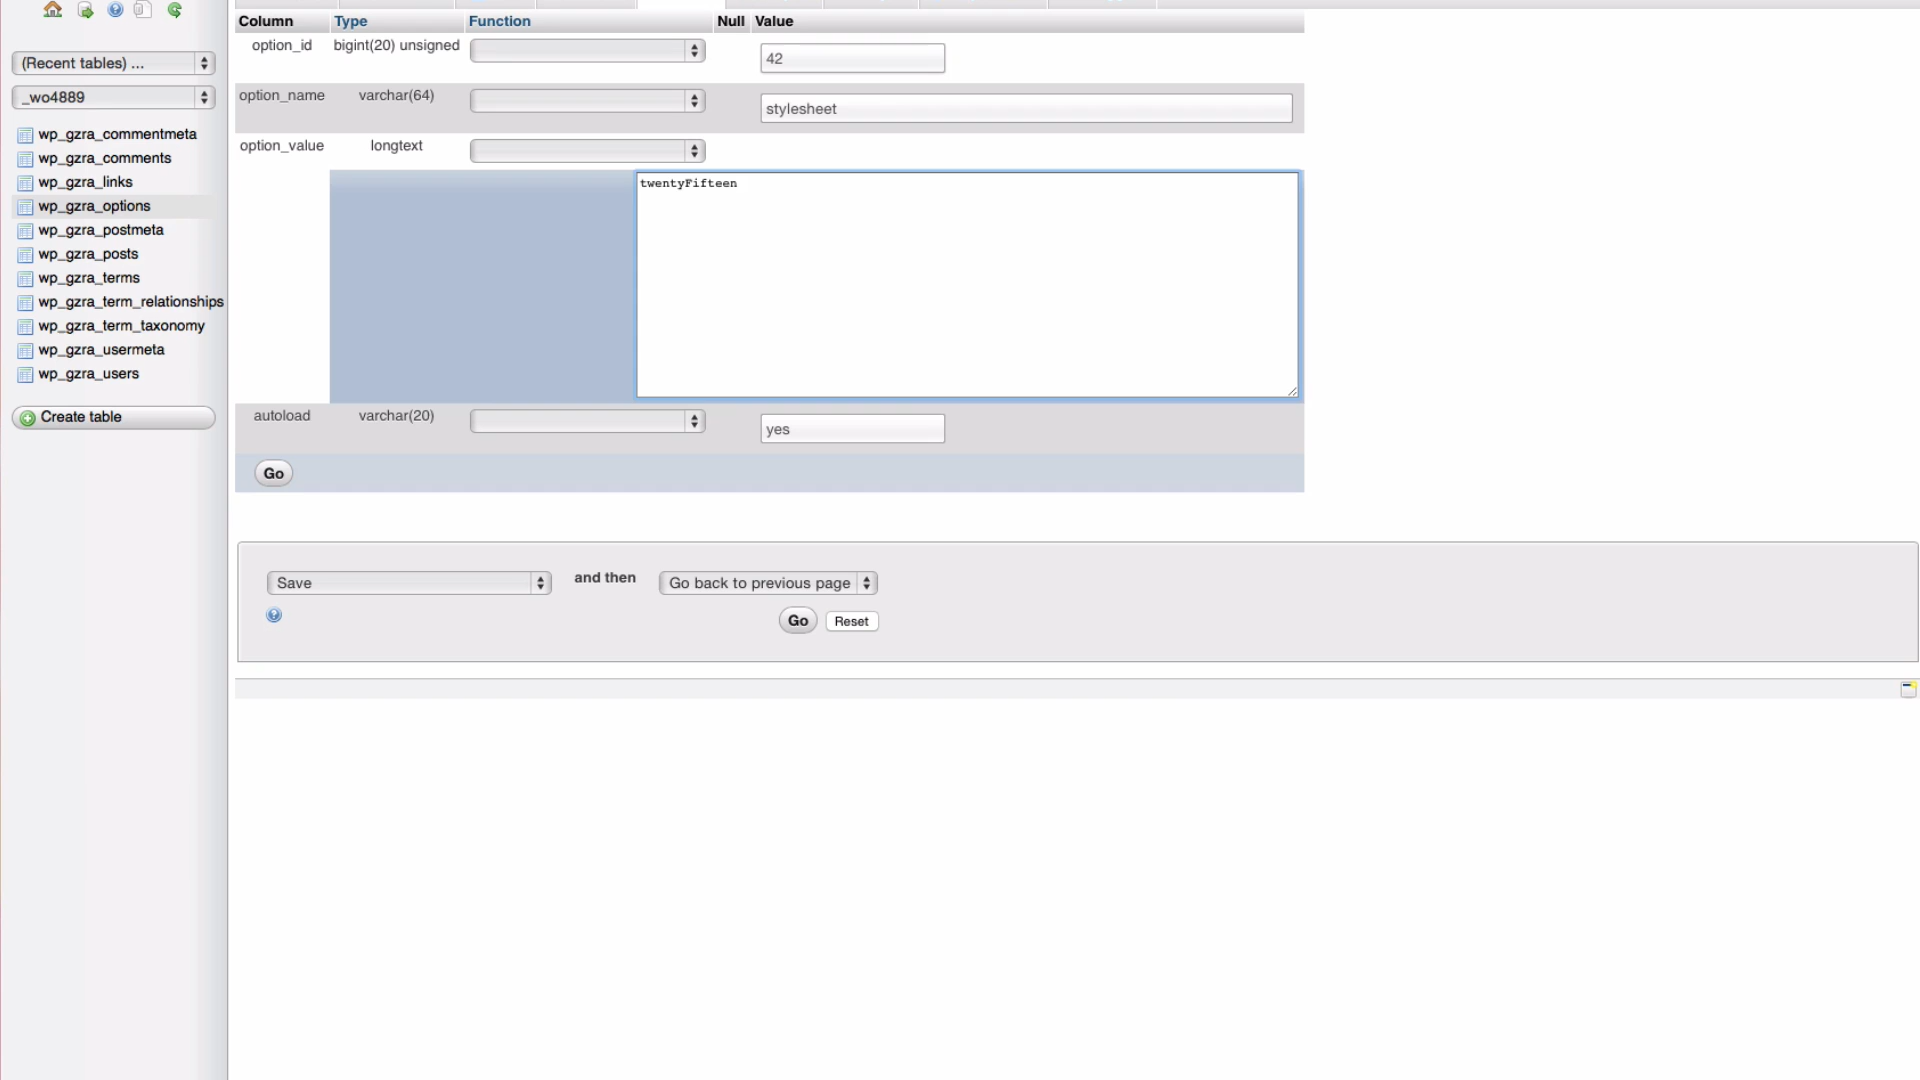 (Recent tables) ...
_wo4889
wp_gzra_commentmeta
wp_gzra_comments
wp_gzra_links
wp_gzra_options
wp_gzra_postmeta
wp_gzra_posts
wp_gzra_terms
wp_gzra_term_relationships
wp_gzra_term_taxonomy
wp_gzra_usermeta
wp_gzra_users
Create table
Column Type Function Null Value
option_id bigint(20) unsigned 42
option_name varchar(64) stylesheet
option_value longtext
twentyFifteen
autoload varchar(20) yes
Go
Save and then Go back to previous page
Go Reset